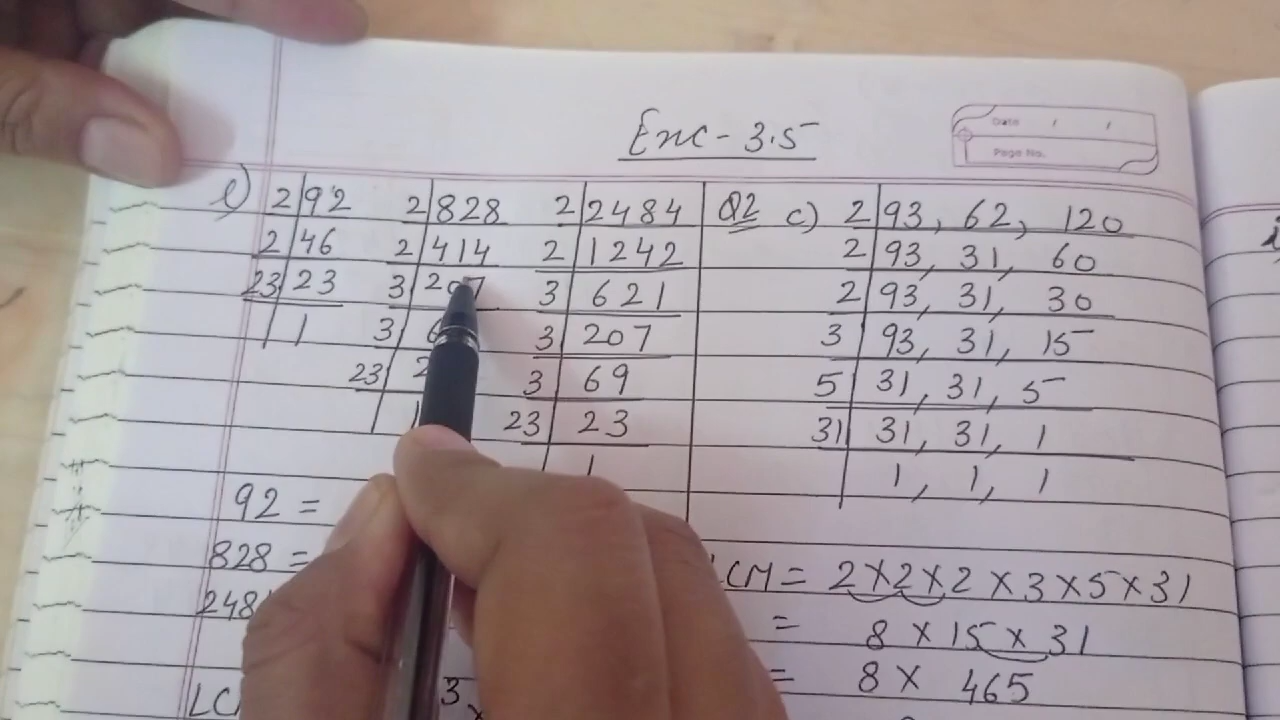 Exc - 3.5
Date / /
Page No.
e) 2 92 2 828 2 2484 Q2 c) 2 93, 62, 120
2 46 2 414 2 1242 2 93, 31, 60
23 23 3 207 3 621 2 93, 31, 30
1 3 3 207 3 93, 31, 15
23 3 69 5 31, 31, 5
1 23 23 31 31, 31, 1
1 1, 1, 1
92 =
828 = LCM = 2 × 2 × 2 × 3 × 5 × 31
= 8 × 15 × 31
= 8 × 465